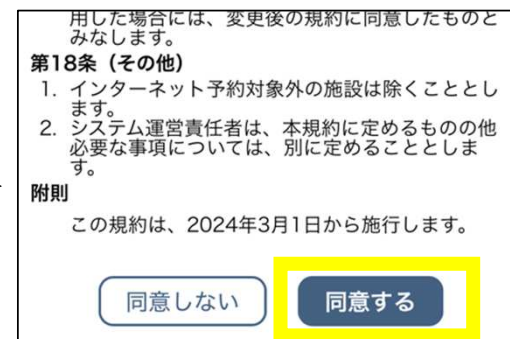 用した場合には、変更後の規約に同意したものと
みなします。
第18条（その他）
1. インターネット予約対象外の施設は除くこととし
ます。
2. システム運営責任者は、本規約に定めるものの他
必要な事項については、別に定めることとしま
す。
附則
この規約は、2024年3月1日から施行します。
同意しない 同意する